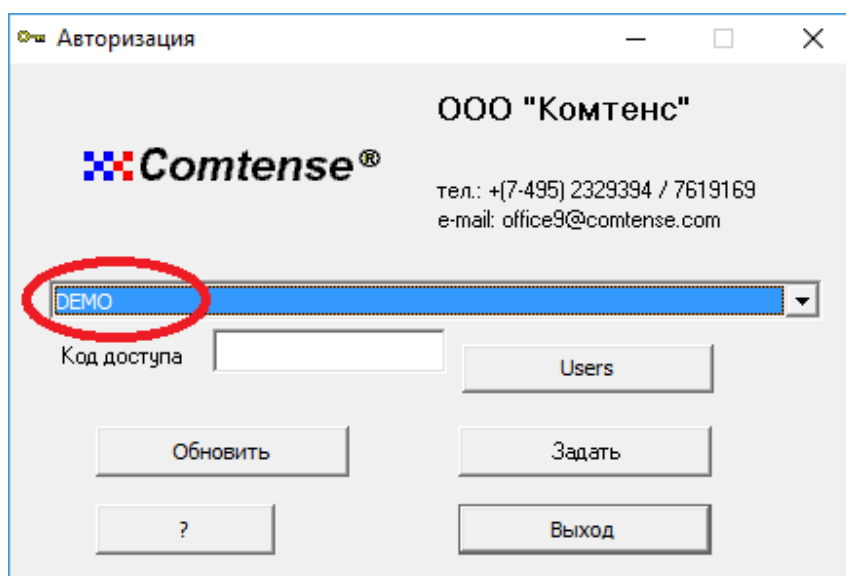 Авторизация
ООО "Комтенс"
Comtense®
тел.: +(7-495) 2329394 / 7619169
e-mail: office9@comtense.com
DEMO
Код доступа
Users
Обновить
Задать
?
Выход